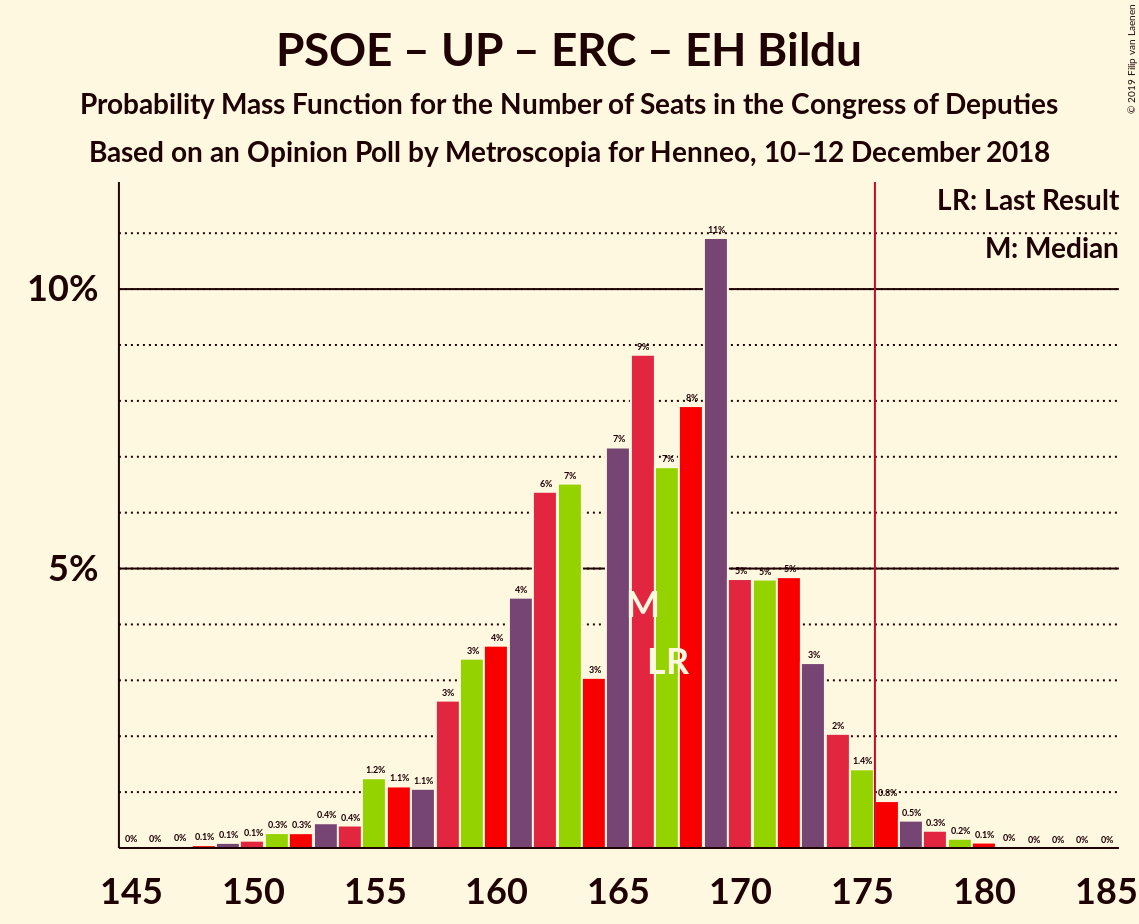 PSOE – UP – ERC – EH Bildu
Probability Mass Function for the Number of Seats in the Congress of Deputies
Based on an Opinion Poll by Metroscopia for Henneo, 10–12 December 2018
© 2019 Filip van Laenen
LR: Last Result
M: Median
10%
5%
0% 0% 0% 0.1% 0.1% 0.1% 0.3% 0.3% 0.4% 0.4% 1.2% 1.1% 1.1% 3% 3% 4% 4% 6% 7% 3% 7% 9% 7% 8% 11% 5% 5% 5% 3% 2% 1.4% 0.8% 0.5% 0.3% 0.2% 0.1% 0% 0% 0% 0% 0%
M
LR
145 150 155 160 165 170 175 180 185